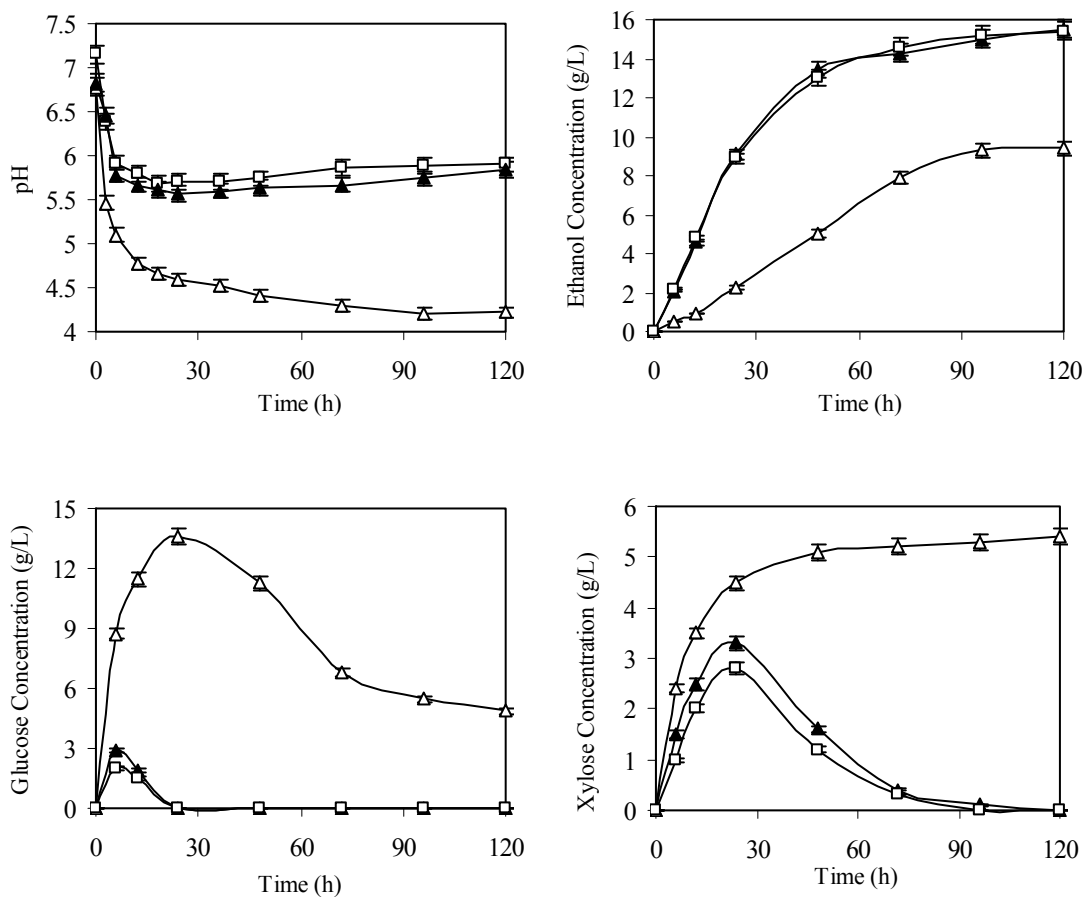 7.5
7
6.5
6
5.5
5
4.5
4
pH
0 30 60 90 120
Time (h)
16
14
12
10
8
6
4
2
0
Ethanol Concentration (g/L)
0 30 60 90 120
Time (h)
15
12
9
6
3
0
Glucose Concentration (g/L)
0 30 60 90 120
Time (h)
6
5
4
3
2
1
0
Xylose Concentration (g/L)
0 30 60 90 120
Time (h)